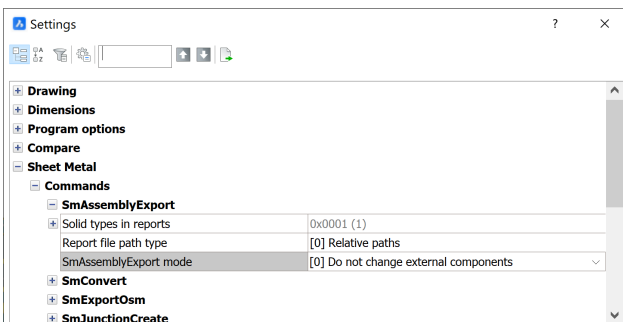 Settings
Drawing
Dimensions
Program options
Compare
Sheet Metal
Commands
SmAssemblyExport
Solid types in reports 0x0001 (1)
Report file path type [0] Relative paths
SmAssemblyExport mode [0] Do not change external components
SmConvert
SmExportOsm
SmJunctionCreate